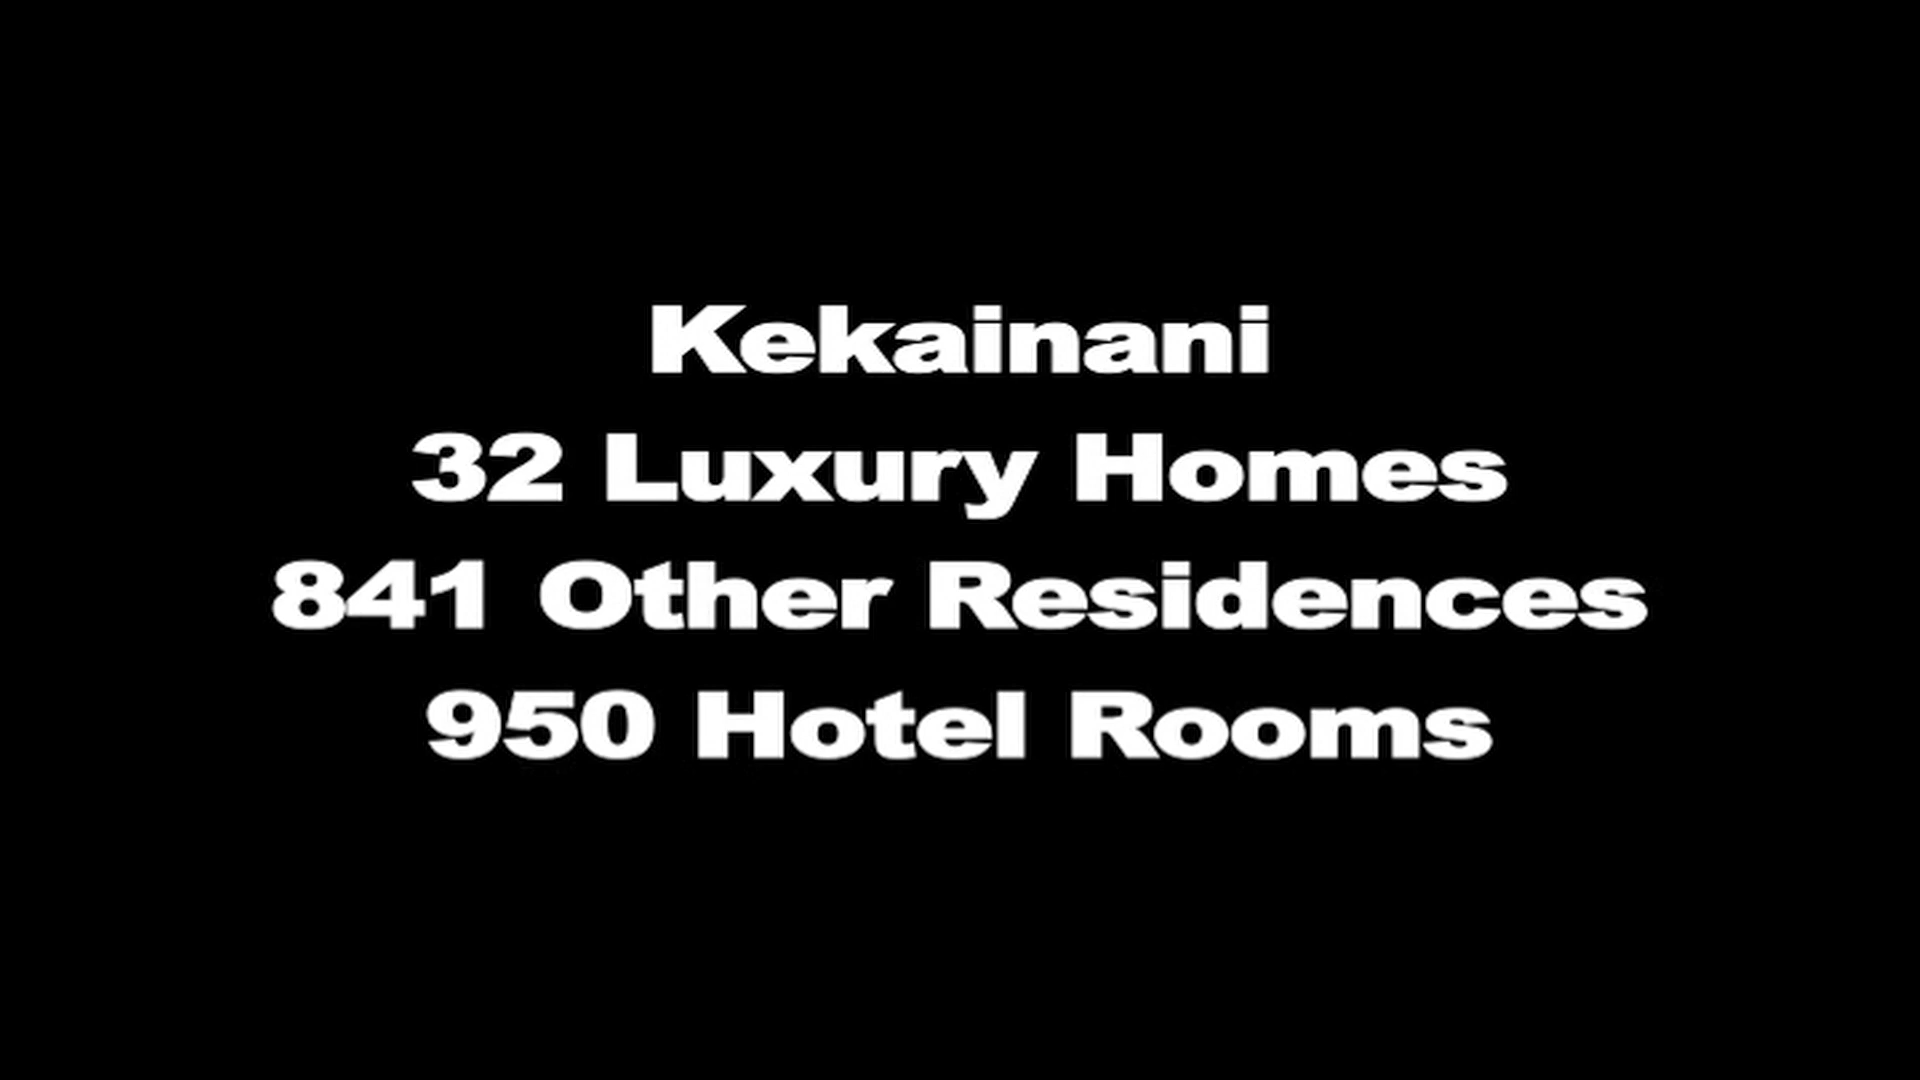 Kekainani
32 Luxury Homes
841 Other Residences
950 Hotel Rooms